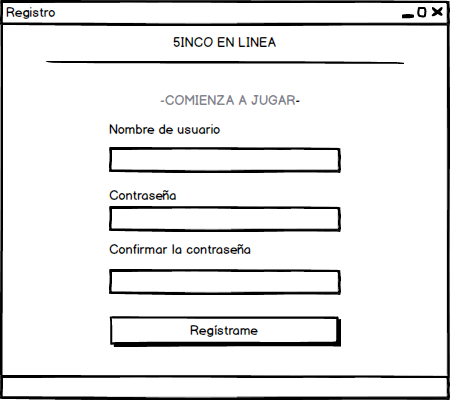 Registro
5INCO EN LINEA
-COMIENZA A JUGAR-
Nombre de usuario
Contraseña
Confirmar la contraseña
Regístrame